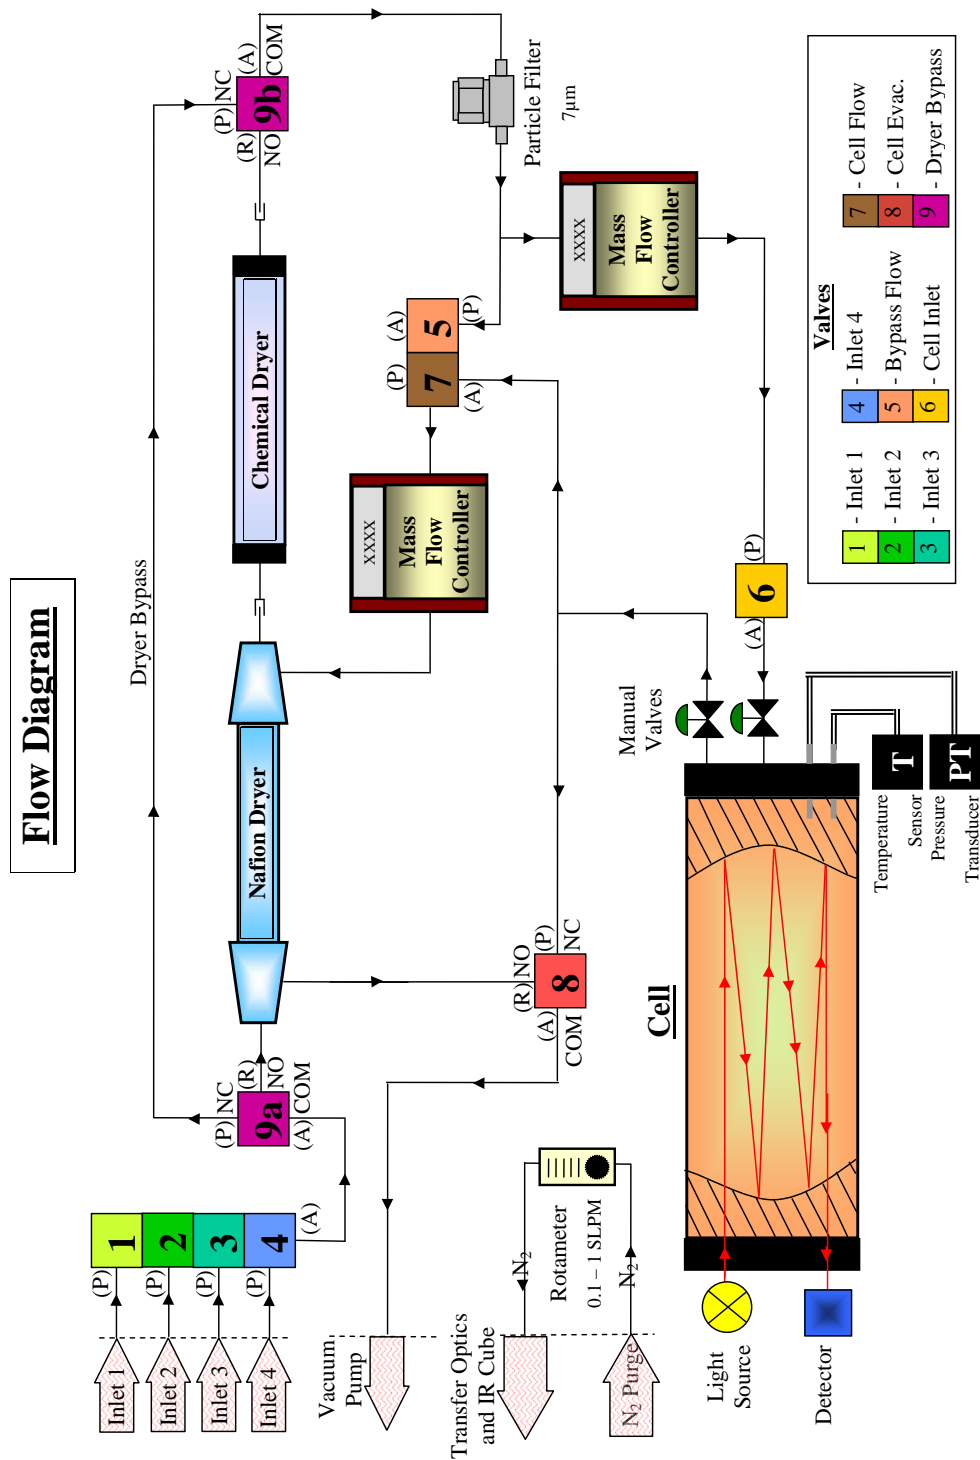 Flow Diagram
Dryer Bypass
(P) NC
(R)
NO
9a
(A) COM
Nafion Dryer
Chemical Dryer
(P) NC
(R)
NO
9b
(A)
COM
Particle Filter
7µm
1
2
3
4
(P)
(P)
(P)
(P)
(A)
Inlet 1
Inlet 2
Inlet 3
Inlet 4
xxxx
Mass
Flow
Controller
(P)
(A)
7
5
(A)
(P)
xxxx
Mass
Flow
Controller
(R) NO
(P)
NC
8
(A)
COM
Vacuum
Pump
Transfer Optics
and IR Cube
N2
Rotameter
0.1 – 1 SLPM
N2
N2 Purge
Manual
Valves
(A)
6
(P)
Cell
Light
Source
Detector
Temperature
Sensor
T
Pressure
Transducer
PT
Valves
1 - Inlet 1
2 - Inlet 2
3 - Inlet 3
4 - Inlet 4
5 - Bypass Flow
6 - Cell Inlet
7 - Cell Flow
8 - Cell Evac.
9 - Dryer Bypass